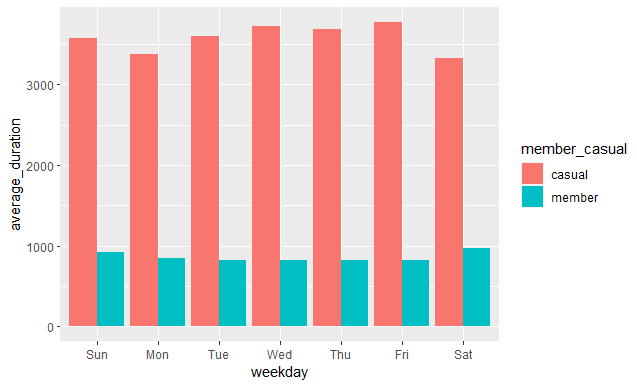 3000
2000
1000
0
average_duration
Sun Mon Tue Wed Thu Fri Sat
weekday
member_casual
casual
member